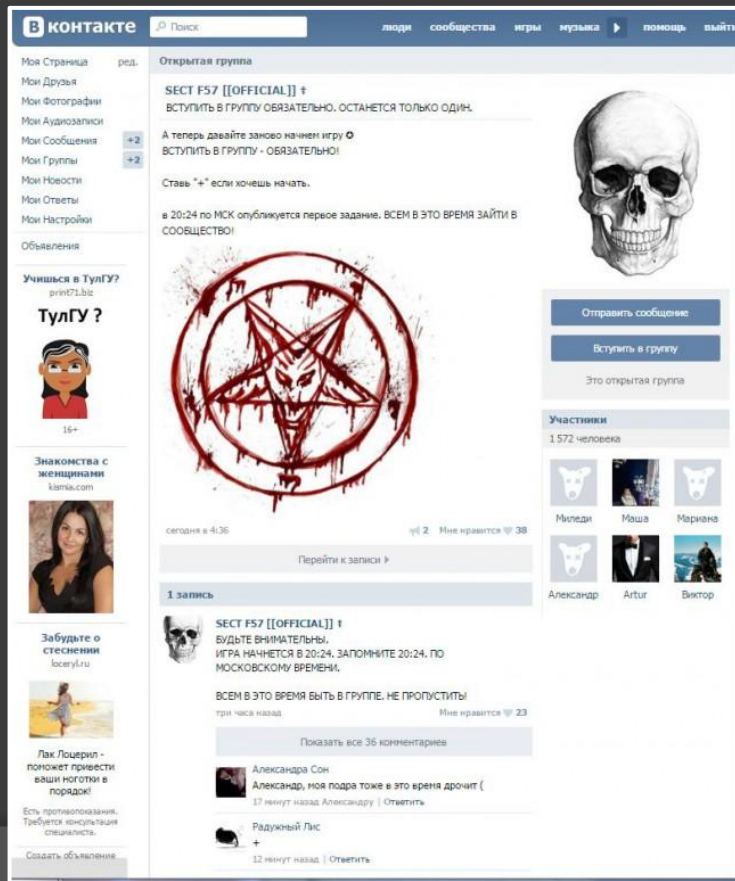 В контакте
Поиск
люди сообщества игры музыка помощь выйти
Моя Страница ред.
Мои Друзья
Мои Фотографии
Мои Аудиозаписи
Мои Сообщения +2
Мои Группы +2
Мои Новости
Мои Ответы
Мои Настройки
Объявления
Учишься в ТулГУ?
print71.biz
ТулГУ ?
16+
Знакомства с
женщинами
kismia.com
Забудьте о
стеснении
loceryl.ru
Лак Лоцерил -
поможет привести
ваши ноготки в
порядок!
Есть противопоказания.
Требуется консультация
специалиста.
Создать объявление
Открытая группа
SECT F57 [[OFFICIAL]] †
ВСТУПИТЬ В ГРУППУ ОБЯЗАТЕЛЬНО. ОСТАНЕТСЯ ТОЛЬКО ОДИН.
А теперь давайте заново начнем игру ✪
ВСТУПИТЬ В ГРУППУ - ОБЯЗАТЕЛЬНО!
Ставь "+" если хочешь начать.
в 20:24 по МСК опубликуется первое задание. ВСЕМ В ЭТО ВРЕМЯ ЗАЙТИ В
СООБЩЕСТВО!
сегодня в 4:36 2 Мне нравится 38
Перейти к записи
1 запись
SECT F57 [[OFFICIAL]] †
БУДЬТЕ ВНИМАТЕЛЬНЫ.
ИГРА НАЧНЕТСЯ В 20:24. ЗАПОМНИТЕ 20:24. ПО
МОСКОВСКОМУ ВРЕМЕНИ.
ВСЕМ В ЭТО ВРЕМЯ БЫТЬ В ГРУППЕ. НЕ ПРОПУСТИТЬ!
три часа назад Мне нравится 23
Показать все 36 комментариев
Александра Сон
Александр, моя подра тоже в это время дрочит (
17 минут назад Александру | Ответить
Радужный Лис
+
12 минут назад | Ответить
Отправить сообщение
Вступить в группу
Это открытая группа
Участники
1 572 человека
Миледи Маша Мариана
Александр Artur Виктор